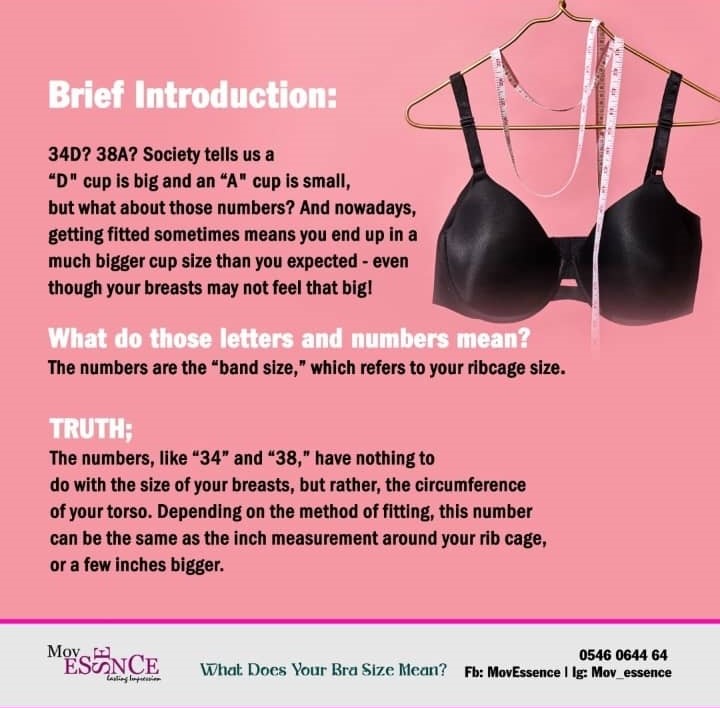 Brief Introduction:
34D? 38A? Society tells us a
“D" cup is big and an “A" cup is small,
but what about those numbers? And nowadays,
getting fitted sometimes means you end up in a
much bigger cup size than you expected - even
though your breasts may not feel that big!
What do those letters and numbers mean?
The numbers are the “band size,” which refers to your ribcage size.
TRUTH;
The numbers, like “34” and “38,” have nothing to
do with the size of your breasts, but rather, the circumference
of your torso. Depending on the method of fitting, this number
can be the same as the inch measurement around your rib cage,
or a few inches bigger.
Mov
ESSENCE
lasting Impression
What Does Your Bra Size Mean?
0546 0644 64
Fb: MovEssence I Ig: Mov_essence